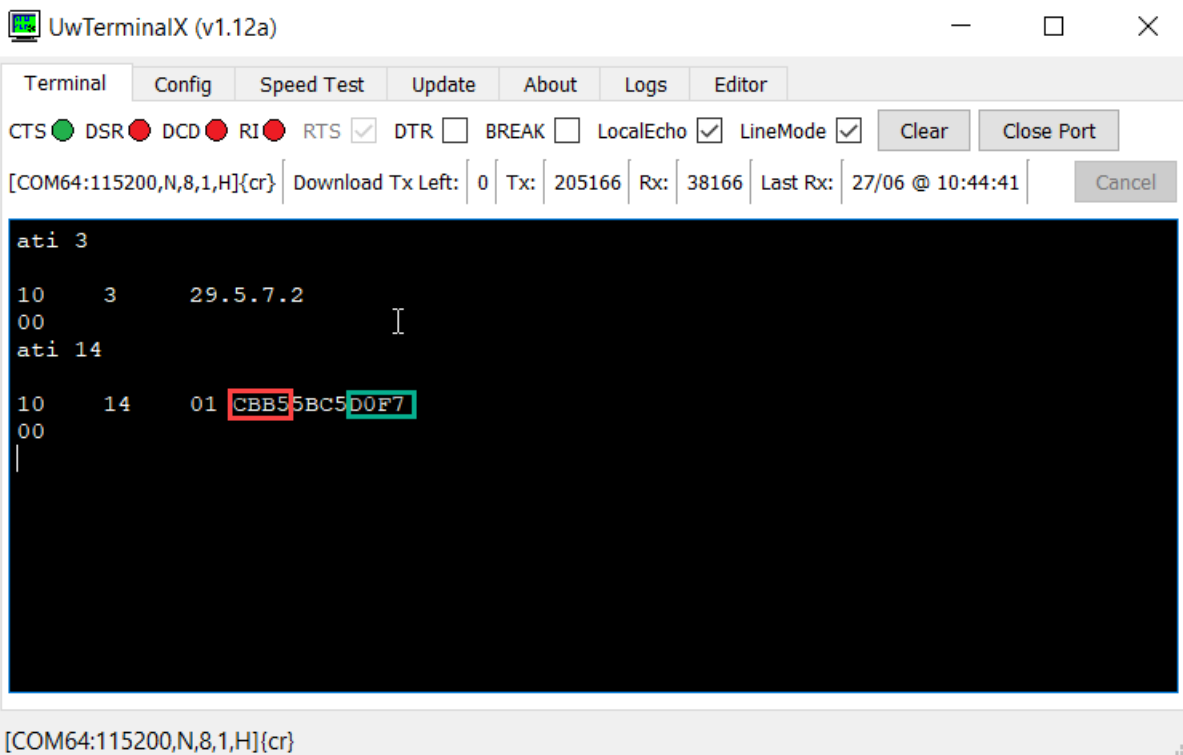 UwTerminalX (v1.12a)
Terminal Config Speed Test Update About Logs Editor
CTS DSR DCD RI RTS DTR BREAK LocalEcho LineMode Clear Close Port
[COM64:115200,N,8,1,H]{cr} Download Tx Left: 0 Tx: 205166 Rx: 38166 Last Rx: 27/06 @ 10:44:41 Cancel
ati 3
10 3 29.5.7.2
00
ati 14
10 14 01 CBB55BC5D0F7
00
[COM64:115200,N,8,1,H]{cr}